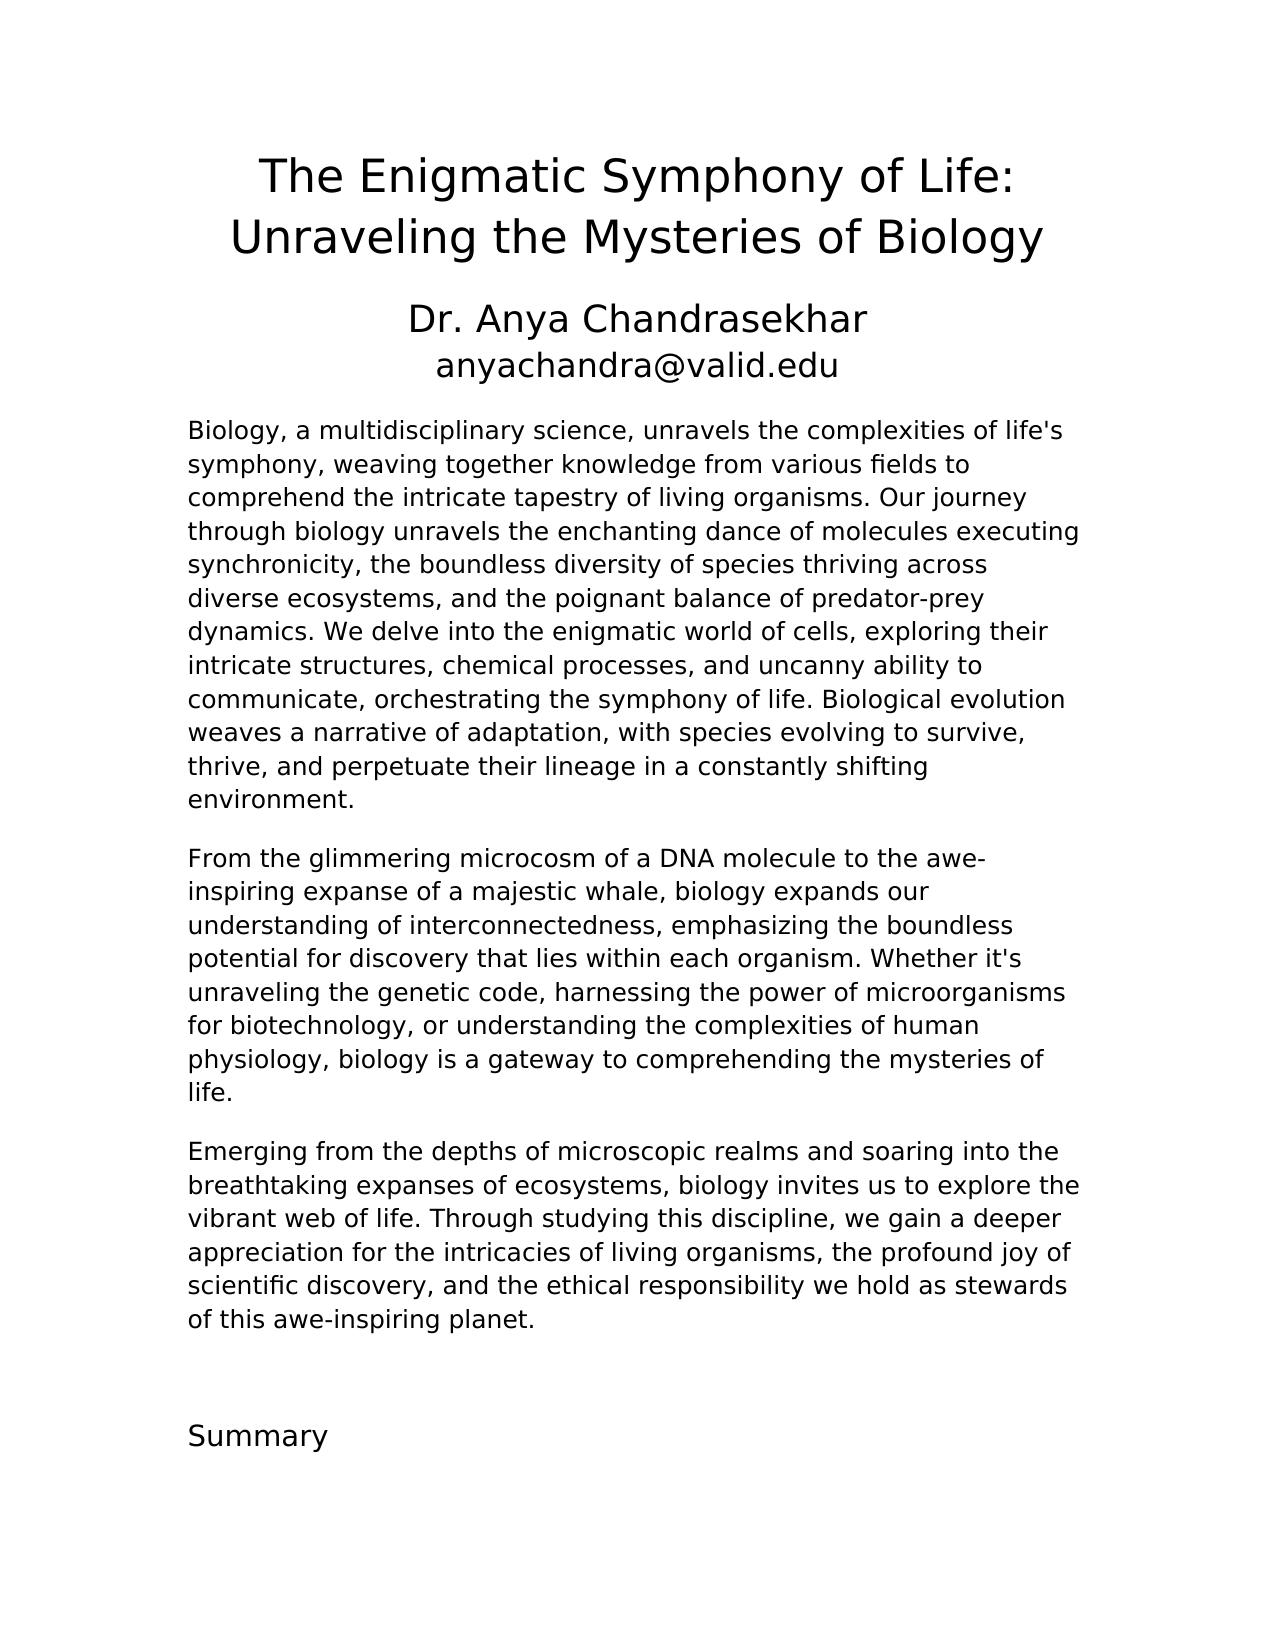 The Enigmatic Symphony of Life:
Unraveling the Mysteries of Biology
Dr. Anya Chandrasekhar
anyachandra@valid.edu
Biology, a multidisciplinary science, unravels the complexities of life's
symphony, weaving together knowledge from various fields to
comprehend the intricate tapestry of living organisms. Our journey
through biology unravels the enchanting dance of molecules executing
synchronicity, the boundless diversity of species thriving across
diverse ecosystems, and the poignant balance of predator-prey
dynamics. We delve into the enigmatic world of cells, exploring their
intricate structures, chemical processes, and uncanny ability to
communicate, orchestrating the symphony of life. Biological evolution
weaves a narrative of adaptation, with species evolving to survive,
thrive, and perpetuate their lineage in a constantly shifting
environment.
From the glimmering microcosm of a DNA molecule to the awe-
inspiring expanse of a majestic whale, biology expands our
understanding of interconnectedness, emphasizing the boundless
potential for discovery that lies within each organism. Whether it's
unraveling the genetic code, harnessing the power of microorganisms
for biotechnology, or understanding the complexities of human
physiology, biology is a gateway to comprehending the mysteries of
life.
Emerging from the depths of microscopic realms and soaring into the
breathtaking expanses of ecosystems, biology invites us to explore the
vibrant web of life. Through studying this discipline, we gain a deeper
appreciation for the intricacies of living organisms, the profound joy of
scientific discovery, and the ethical responsibility we hold as stewards
of this awe-inspiring planet.
Summary